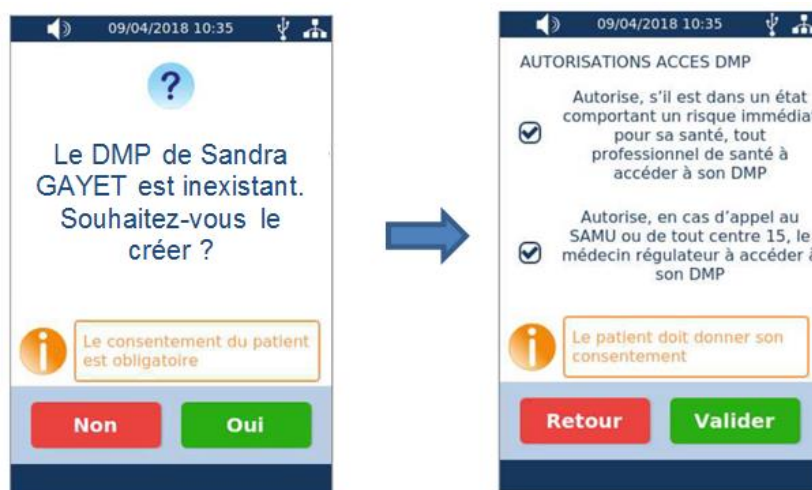 09/04/2018 10:35
?
Le DMP de Sandra
GAYET est inexistant.
Souhaitez-vous le
créer ?
Le consentement du patient
est obligatoire
Non
Oui
09/04/2018 10:35
AUTORISATIONS ACCES DMP
Autorise, s'il est dans un état
comportant un risque immédiat
pour sa santé, tout
professionnel de santé à
accéder à son DMP
Autorise, en cas d'appel au
SAMU ou de tout centre 15, le
médecin régulateur à accéder à
son DMP
Le patient doit donner son
consentement
Retour
Valider